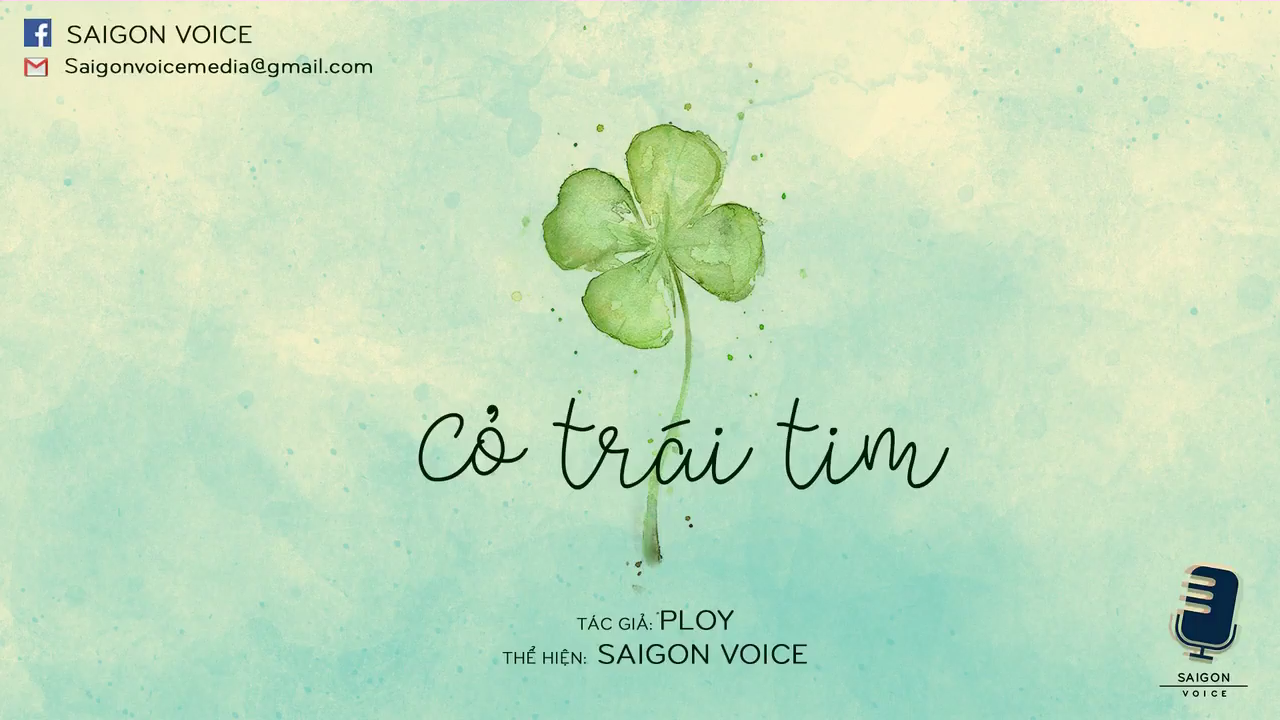 SAIGON VOICE
Saigonvoicemedia@gmail.com
Cỏ trái tim
TÁC GIẢ: PLOY
THỂ HIỆN: SAIGON VOICE
SAIGON
VOICE